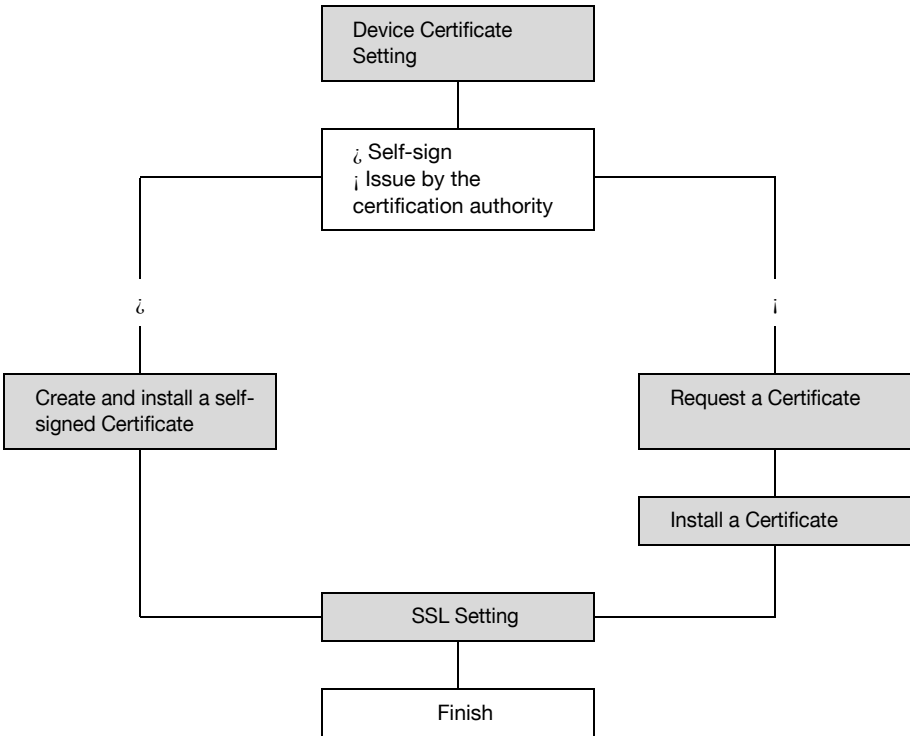 Device Certificate
Setting
¿ Self-sign
¡ Issue by the
certification authority
¿
¡
Create and install a self-
signed Certificate
Request a Certificate
Install a Certificate
SSL Setting
Finish